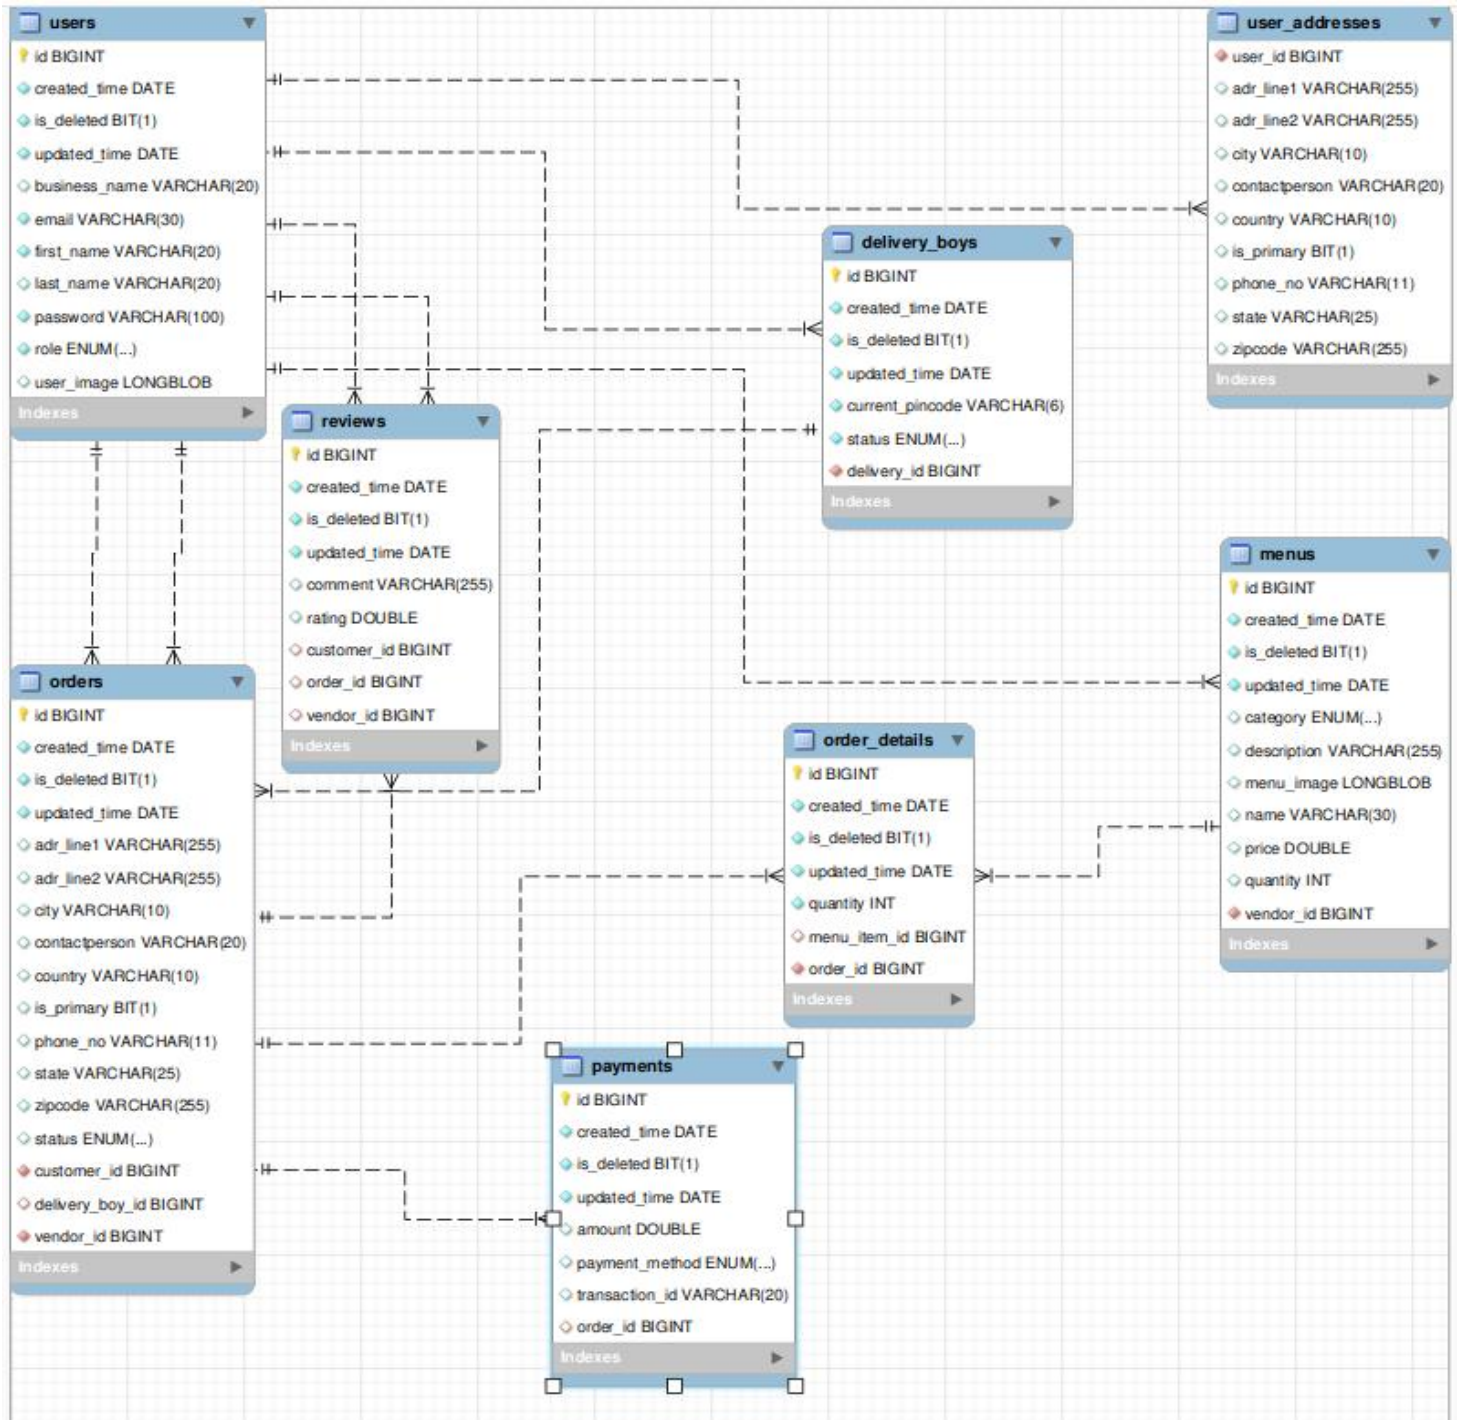 users
id BIGINT
created_time DATE
is_deleted BIT(1)
updated_time DATE
business_name VARCHAR(20)
email VARCHAR(30)
first_name VARCHAR(20)
last_name VARCHAR(20)
password VARCHAR(100)
role ENUM(...)
user_image LONGBLOB
Indexes
user_addresses
user_id BIGINT
adr_line1 VARCHAR(255)
adr_line2 VARCHAR(255)
city VARCHAR(10)
contactperson VARCHAR(20)
country VARCHAR(10)
is_primary BIT(1)
phone_no VARCHAR(11)
state VARCHAR(25)
zipcode VARCHAR(255)
Indexes
delivery_boys
id BIGINT
created_time DATE
is_deleted BIT(1)
updated_time DATE
current_pincode VARCHAR(6)
status ENUM(...)
delivery_id BIGINT
Indexes
reviews
id BIGINT
created_time DATE
is_deleted BIT(1)
updated_time DATE
comment VARCHAR(255)
rating DOUBLE
customer_id BIGINT
order_id BIGINT
vendor_id BIGINT
Indexes
menus
id BIGINT
created_time DATE
is_deleted BIT(1)
updated_time DATE
category ENUM(...)
description VARCHAR(255)
menu_image LONGBLOB
name VARCHAR(30)
price DOUBLE
quantity INT
vendor_id BIGINT
Indexes
orders
id BIGINT
created_time DATE
is_deleted BIT(1)
updated_time DATE
adr_line1 VARCHAR(255)
adr_line2 VARCHAR(255)
city VARCHAR(10)
contactperson VARCHAR(20)
country VARCHAR(10)
is_primary BIT(1)
phone_no VARCHAR(11)
state VARCHAR(25)
zipcode VARCHAR(255)
status ENUM(...)
customer_id BIGINT
delivery_boy_id BIGINT
vendor_id BIGINT
Indexes
order_details
id BIGINT
created_time DATE
is_deleted BIT(1)
updated_time DATE
quantity INT
menu_item_id BIGINT
order_id BIGINT
Indexes
payments
id BIGINT
created_time DATE
is_deleted BIT(1)
updated_time DATE
amount DOUBLE
payment_method ENUM(...)
transaction_id VARCHAR(20)
order_id BIGINT
Indexes